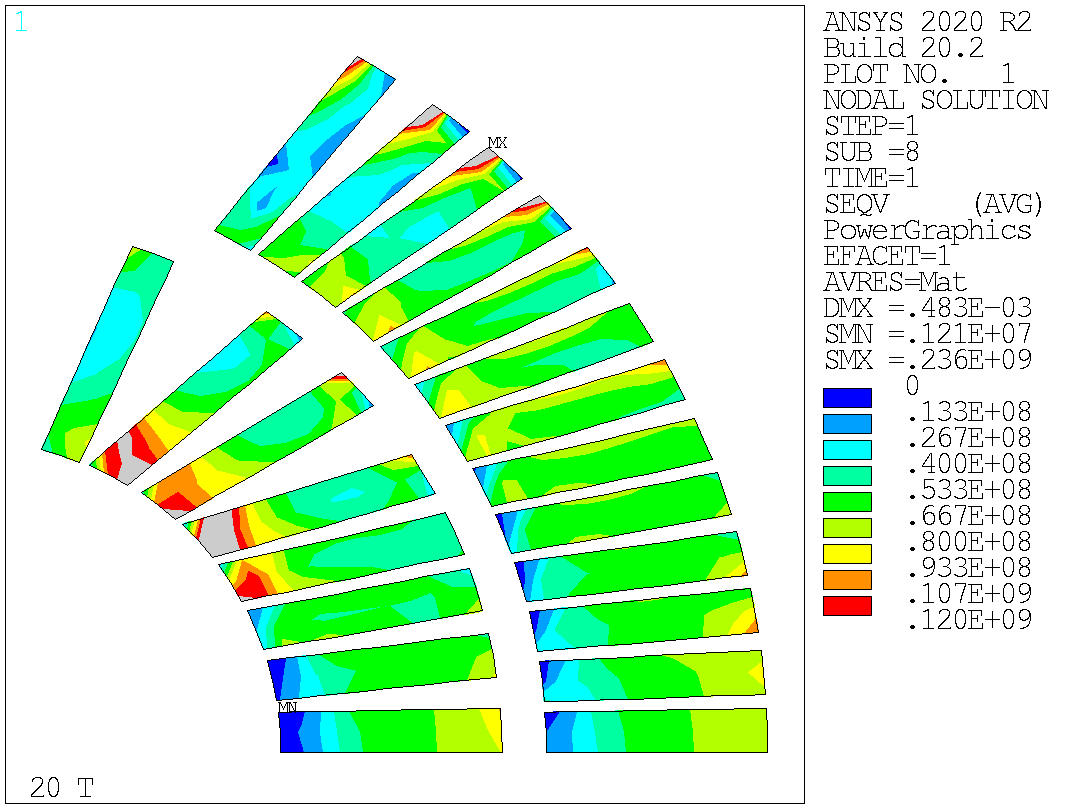 1
ANSYS 2020 R2
Build 20.2
PLOT NO.   1
NODAL SOLUTION
STEP=1
SUB =8
TIME=1
SEQV     (AVG)
PowerGraphics
EFACET=1
AVRES=Mat
DMX =.483E-03
SMN =.121E+07
SMX =.236E+09
0
.133E+08
.267E+08
.400E+08
.533E+08
.667E+08
.800E+08
.933E+08
.107E+09
.120E+09
MX
MN
20 T